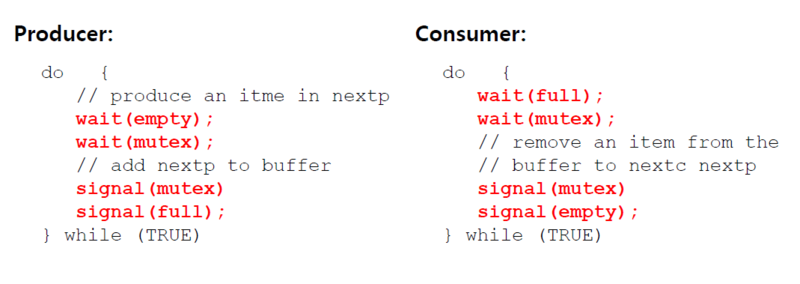 Producer:
do {
// produce an itme in nextp
wait(empty);
wait(mutex);
// add nextp to buffer
signal(mutex)
signal(full);
} while (TRUE)
Consumer:
do {
wait(full);
wait(mutex);
// remove an item from the
// buffer to nextc nextp
signal(mutex)
signal(empty);
} while (TRUE)